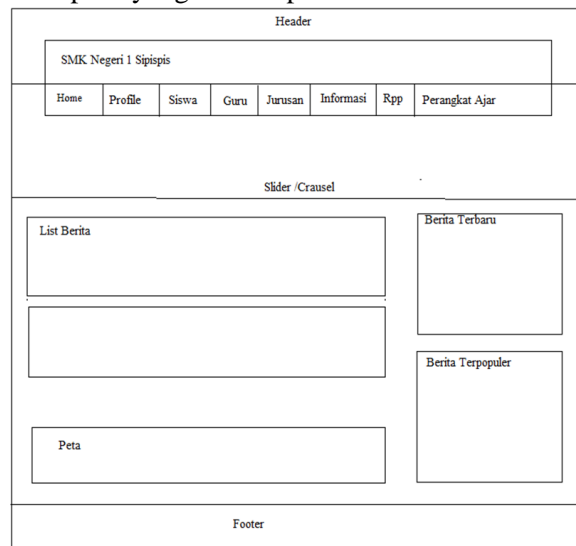 Header
SMK Negeri 1 Sipispis
Home Profile Siswa Guru Jurusan Informasi Rpp Perangkat Ajar
Slider /Crausel
List Berita
Berita Terbaru
Berita Terpopuler
Peta
Footer